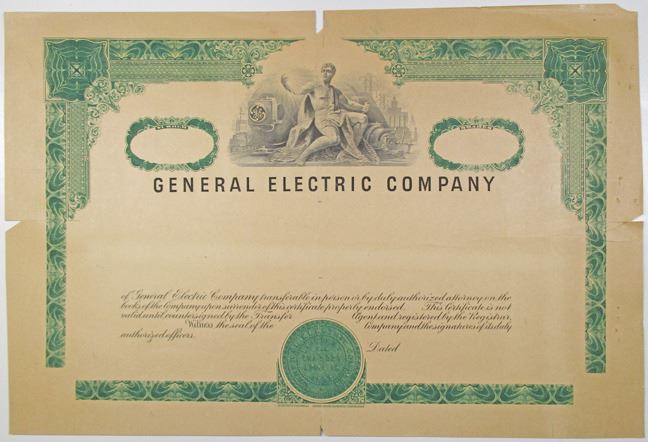 GE
GENERAL ELECTRIC COMPANY
of General Electric Company transferable in person or by duly authorized attorney on the
books of the Company upon surrender of this certificate properly endorsed. This Certificate is not
valid until countersigned by the Transfer Agent and registered by the Registrar.
Witness the seal of the Company and the signatures of its duly
authorized officers.
Dated